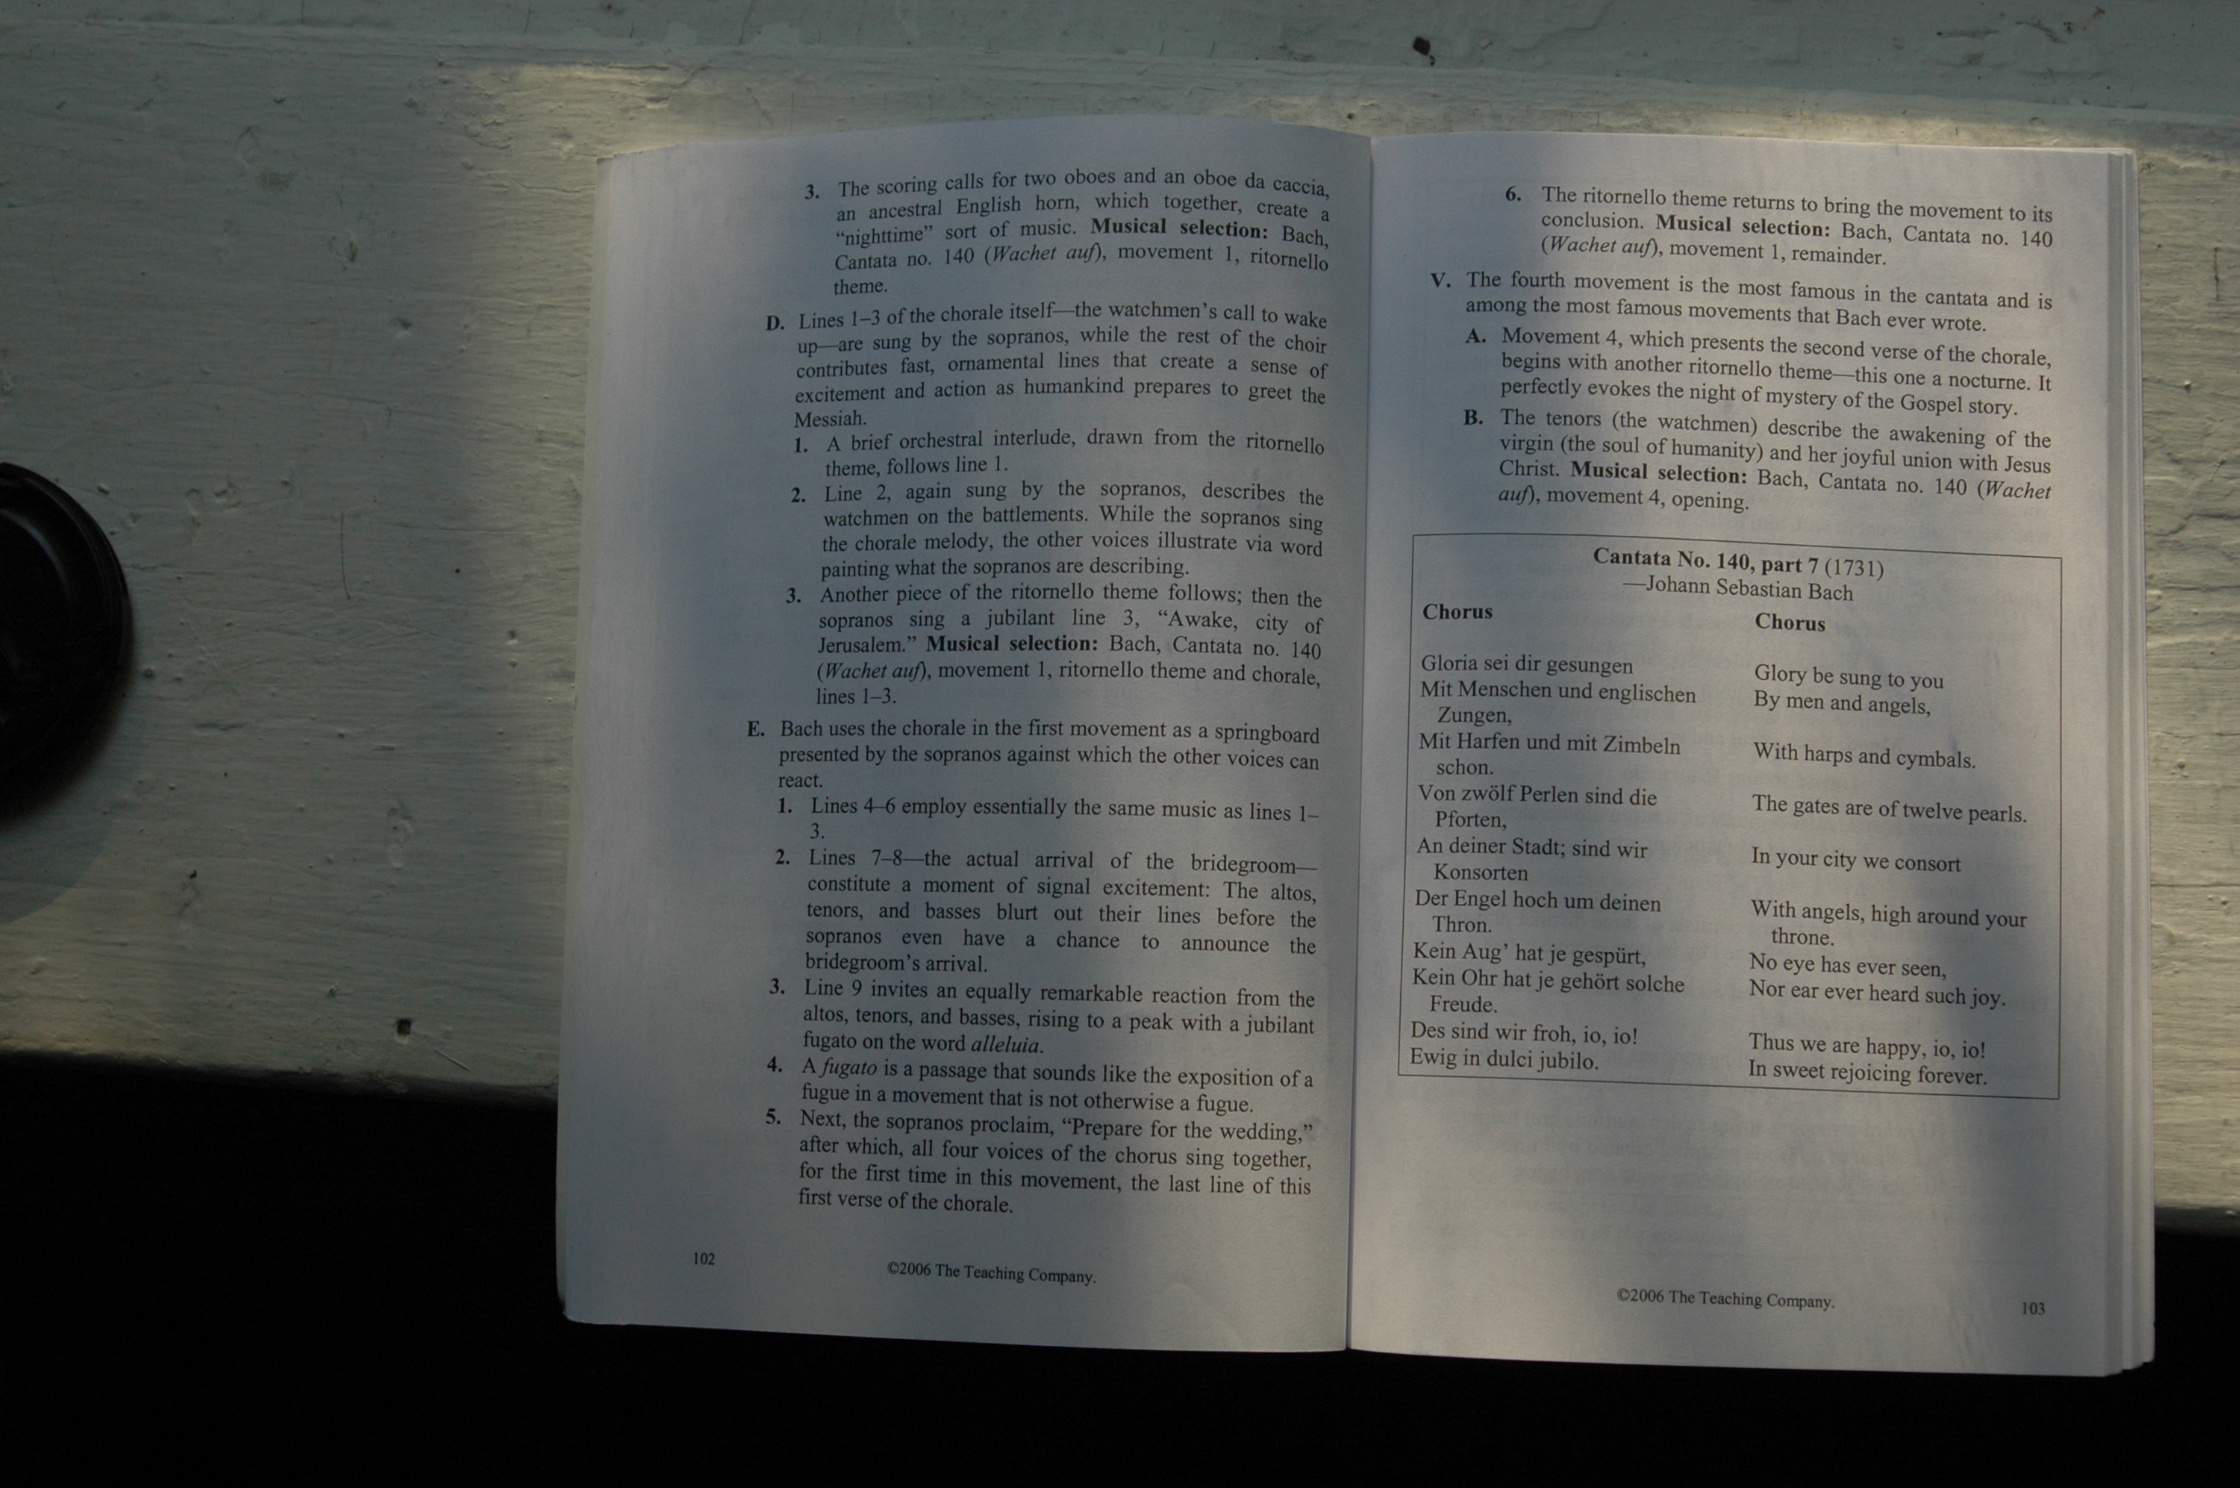 3. The scoring calls for two oboes and an oboe da caccia,
an ancestral English horn, which together, create a
“nighttime” sort of music. Musical selection: Bach,
Cantata no. 140 (Wachet auf), movement 1, ritornello
theme.
D. Lines 1–3 of the chorale itself—the watchmen’s call to wake
up—are sung by the sopranos, while the rest of the choir
contributes fast, ornamental lines that create a sense of
excitement and action as humankind prepares to greet the
Messiah.
1. A brief orchestral interlude, drawn from the ritornello
theme, follows line 1.
2. Line 2, again sung by the sopranos, describes the
watchmen on the battlements. While the sopranos sing
the chorale melody, the other voices illustrate via word
painting what the sopranos are describing.
3. Another piece of the ritornello theme follows; then the
sopranos sing a jubilant line 3, “Awake, city of
Jerusalem.” Musical selection: Bach, Cantata no. 140
(Wachet auf), movement 1, ritornello theme and chorale,
lines 1–3.
E. Bach uses the chorale in the first movement as a springboard
presented by the sopranos against which the other voices can
react.
1. Lines 4–6 employ essentially the same music as lines 1–
3.
2. Lines 7–8—the actual arrival of the bridegroom—
constitute a moment of signal excitement: The altos,
tenors, and basses blurt out their lines before the
sopranos even have a chance to announce the
bridegroom’s arrival.
3. Line 9 invites an equally remarkable reaction from the
altos, tenors, and basses, rising to a peak with a jubilant
fugato on the word alleluia.
4. A fugato is a passage that sounds like the exposition of a
fugue in a movement that is not otherwise a fugue.
5. Next, the sopranos proclaim, “Prepare for the wedding,”
after which, all four voices of the chorus sing together,
for the first time in this movement, the last line of this
first verse of the chorale.
102
©2006 The Teaching Company.
6. The ritornello theme returns to bring the movement to its
conclusion. Musical selection: Bach, Cantata no. 140
(Wachet auf), movement 1, remainder.
V. The fourth movement is the most famous in the cantata and is
among the most famous movements that Bach ever wrote.
A. Movement 4, which presents the second verse of the chorale,
begins with another ritornello theme—this one a nocturne. It
perfectly evokes the night of mystery of the Gospel story.
B. The tenors (the watchmen) describe the awakening of the
virgin (the soul of humanity) and her joyful union with Jesus
Christ. Musical selection: Bach, Cantata no. 140 (Wachet
auf), movement 4, opening.
Cantata No. 140, part 7 (1731)
—Johann Sebastian Bach
Chorus
Gloria sei dir gesungen
Mit Menschen und englischen
Zungen,
Mit Harfen und mit Zimbeln
schon.
Von zwölf Perlen sind die
Pforten,
An deiner Stadt; sind wir
Konsorten
Der Engel hoch um deinen
Thron.
Kein Aug’ hat je gespürt,
Kein Ohr hat je gehört solche
Freude.
Des sind wir froh, io, io!
Ewig in dulci jubilo.
Chorus
Glory be sung to you
By men and angels,
With harps and cymbals.
The gates are of twelve pearls.
In your city we consort
With angels, high around your
throne.
No eye has ever seen,
Nor ear ever heard such joy.
Thus we are happy, io, io!
In sweet rejoicing forever.
©2006 The Teaching Company.
103